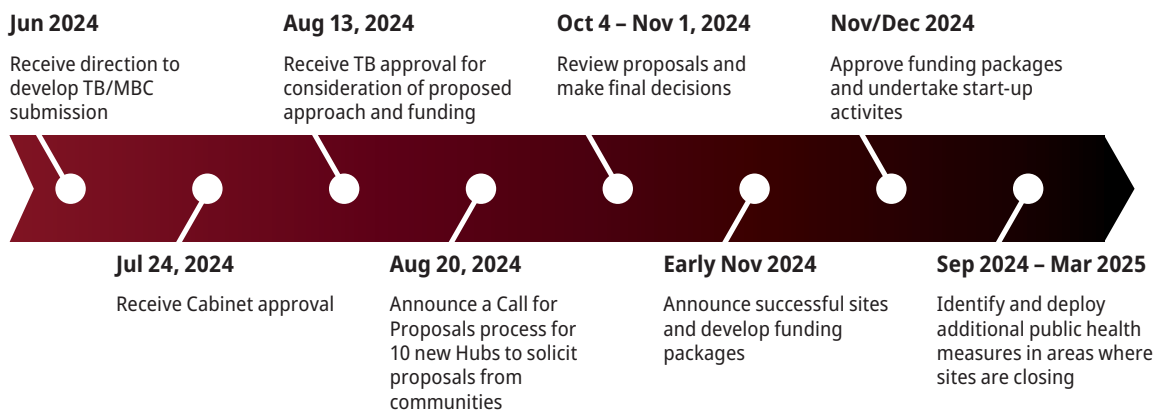 Jun 2024
Receive direction to
develop TB/MBC
submission
Jul 24, 2024
Receive Cabinet approval
Aug 13, 2024
Receive TB approval for
consideration of proposed
approach and funding
Aug 20, 2024
Announce a Call for
Proposals process for
10 new Hubs to solicit
proposals from
communities
Oct 4 – Nov 1, 2024
Review proposals and
make final decisions
Early Nov 2024
Announce successful sites
and develop funding
packages
Nov/Dec 2024
Approve funding packages
and undertake start-up
activites
Sep 2024 – Mar 2025
Identify and deploy
additional public health
measures in areas where
sites are closing